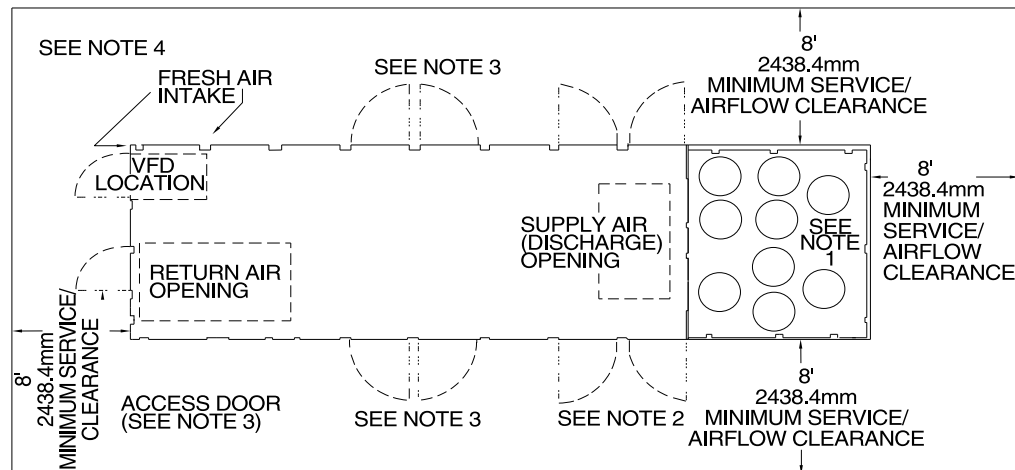 SEE NOTE 4
FRESH AIR
INTAKE
SEE NOTE 3
8'
2438.4mm
MINIMUM SERVICE/
AIRFLOW CLEARANCE
VFD
LOCATION
8'
2438.4mm
MINIMUM
SERVICE/
AIRFLOW
CLEARANCE
SUPPLY AIR
(DISCHARGE)
OPENING
SEE
NOTE
1
RETURN AIR
OPENING
8'
2438.4mm
MINIMUM SERVICE/
CLEARANCE
ACCESS DOOR
(SEE NOTE 3)
SEE NOTE 3
SEE NOTE 2
8'
2438.4mm
MINIMUM SERVICE/
AIRFLOW CLEARANCE